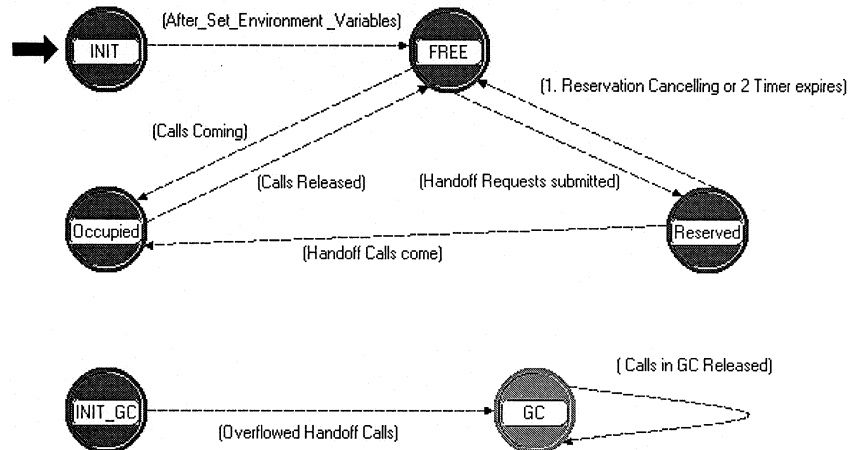 (After_Set_Environment _Variables)
INIT
FREE
(1. Reservation Cancelling or 2 Timer expires)
(Calls Coming)
(Calls Released)
(Handoff Requests submitted)
Occupied
Reserved
(Handoff Calls come)
( Calls in GC Released)
INIT_GC
GC
(Overflowed Handoff Calls)